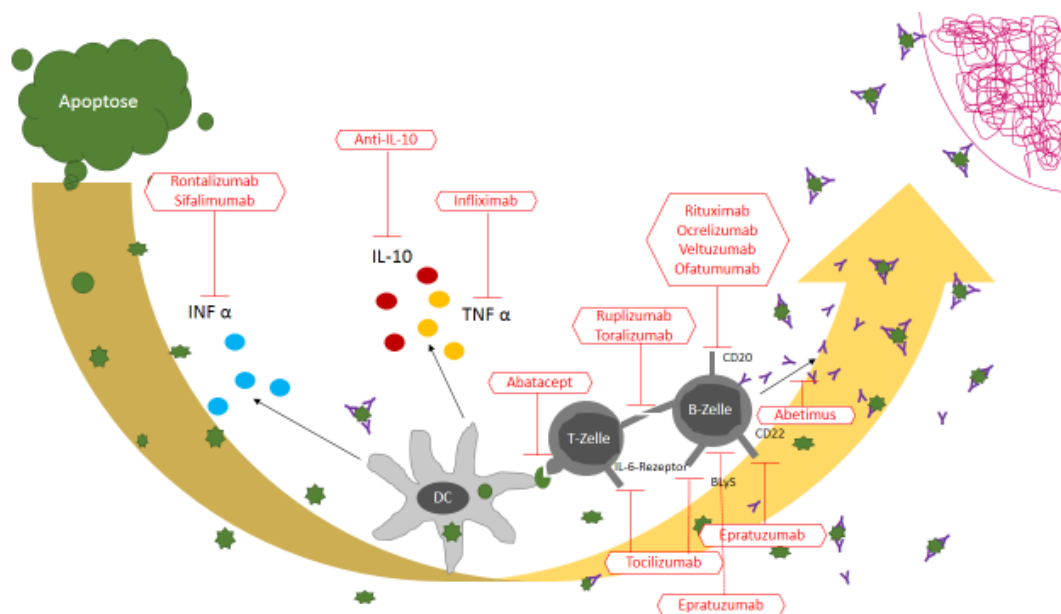 Apoptose
Anti-IL-10
Rontalizumab
Sifalimumab
Infliximab
Rituximab
Ocrelizumab
Veltuzumab
Ofatumumab
IL-10
INF α
TNF α
Ruplizumab
Toralizumab
CD20
Abatacept
B-Zelle
Abetimus
T-Zelle
CD22
IL-6-Rezeptor
BLyS
DC
Epratuzumab
Tocilizumab
Epratuzumab